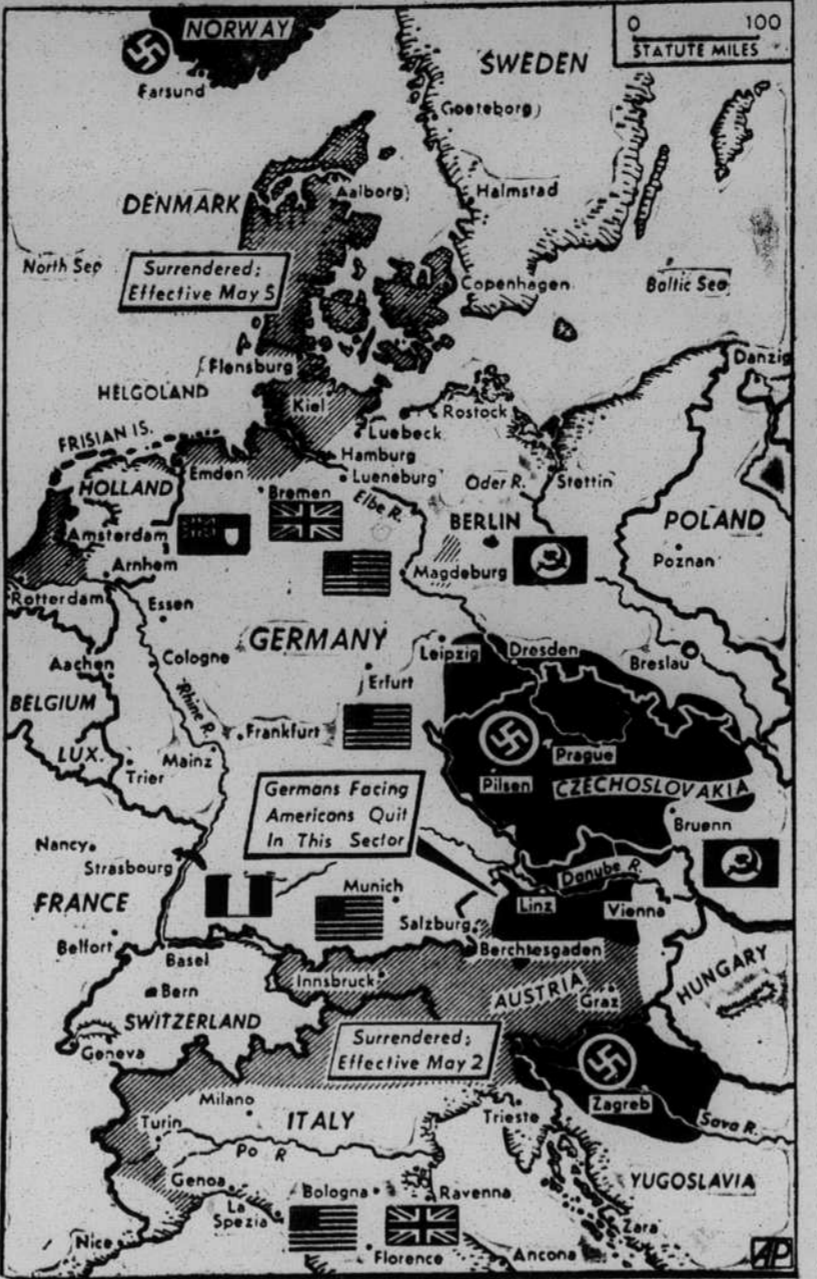 NORWAY
0 100
STATUTE MILES
SWEDEN
Farsund
Goeteborg
DENMARK
Aalborg
Halmstad
North Sea
Surrendered;
Effective May 5
Copenhagen
Baltic Sea
Flensburg
Danzig
HELGOLAND
Kiel
Rostock
Luebeck
FRISIAN IS.
Hamburg
Emden
Lueneburg
Oder R.
Stettin
HOLLAND
Bremen
Elbe R.
BERLIN
POLAND
Amsterdam
Arnhem
Magdeburg
Poznan
Rotterdam
Essen
GERMANY
Leipzig
Dresden
Breslau
Aachen
Cologne
Erfurt
BELGIUM
Rhine R.
Frankfurt
Prague
LUX.
Mainz
Trier
Pilsen
CZECHOSLOVAKIA
Germans Facing
Americans Quit
In This Sector
Bruenn
Nancy
Strasbourg
Danube R.
FRANCE
Munich
Linz
Vienna
Salzburg
Belfort
Basel
Berchtesgaden
Innsbruck
AUSTRIA
Graz
HUNGARY
Bern
SWITZERLAND
Geneva
Surrendered;
Effective May 2
Milano
ITALY
Trieste
Zagreb
Sava R.
Turin
Po R
YUGOSLAVIA
Genoa
Bologna
Ravenna
La
Spezia
Zara
Nice
Florence
Ancona
AP